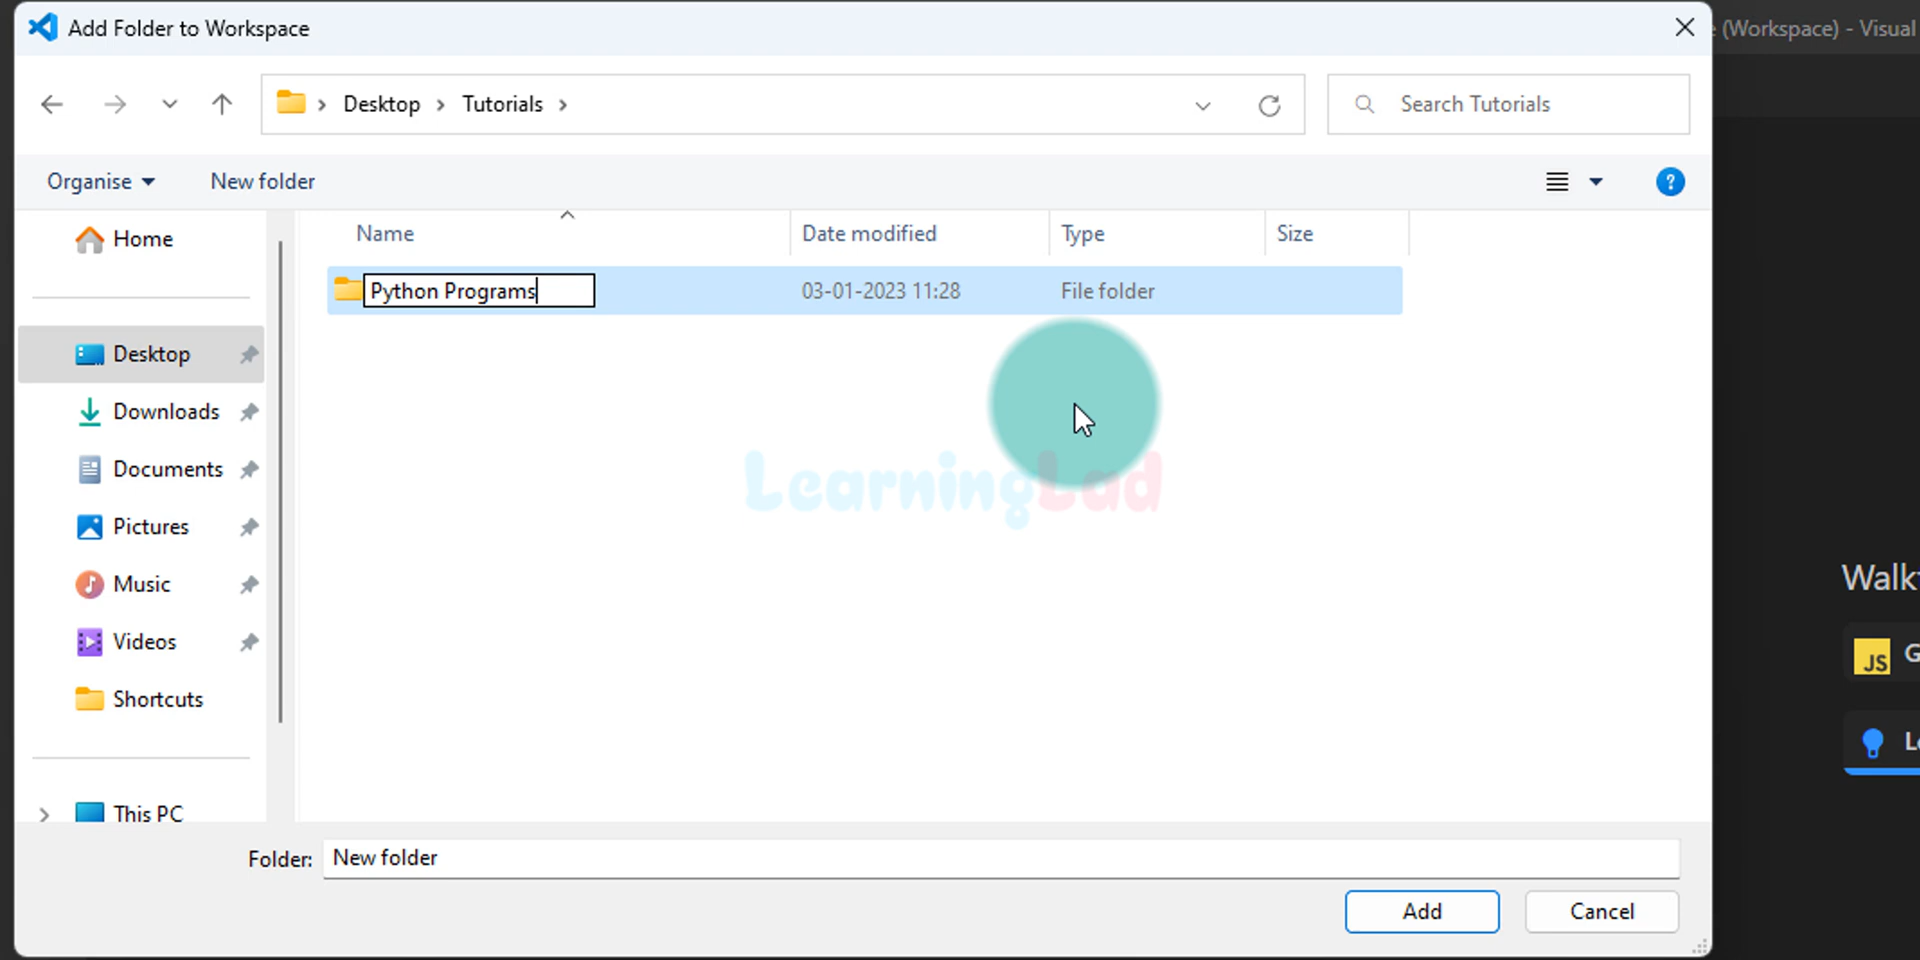 Add Folder to Workspace
(Workspace) - Visual
Desktop
Tutorials
Search Tutorials
Organise
New folder
?
Name
Date modified
Type
Size
Python Programs
03-01-2023 11:28
File folder
Home
Desktop
Downloads
Documents
Pictures
Music
Videos
Shortcuts
This PC
LearningLad
JS
Folder:
New folder
Add
Cancel